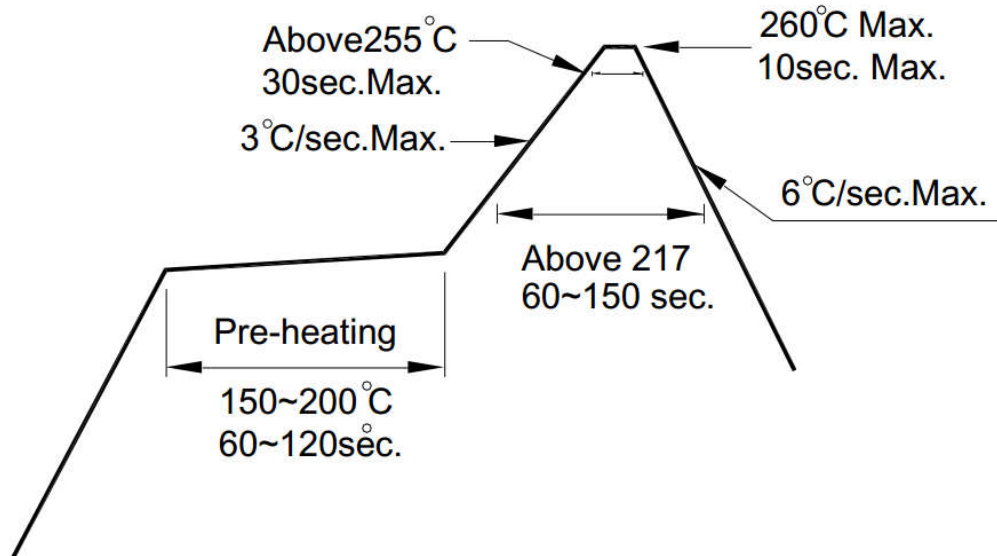 Above255°C
30sec.Max.
260°C Max.
10sec. Max.
3°C/sec.Max.
6°C/sec.Max.
Above 217
60~150 sec.
Pre-heating
150~200°C
60~120sec.